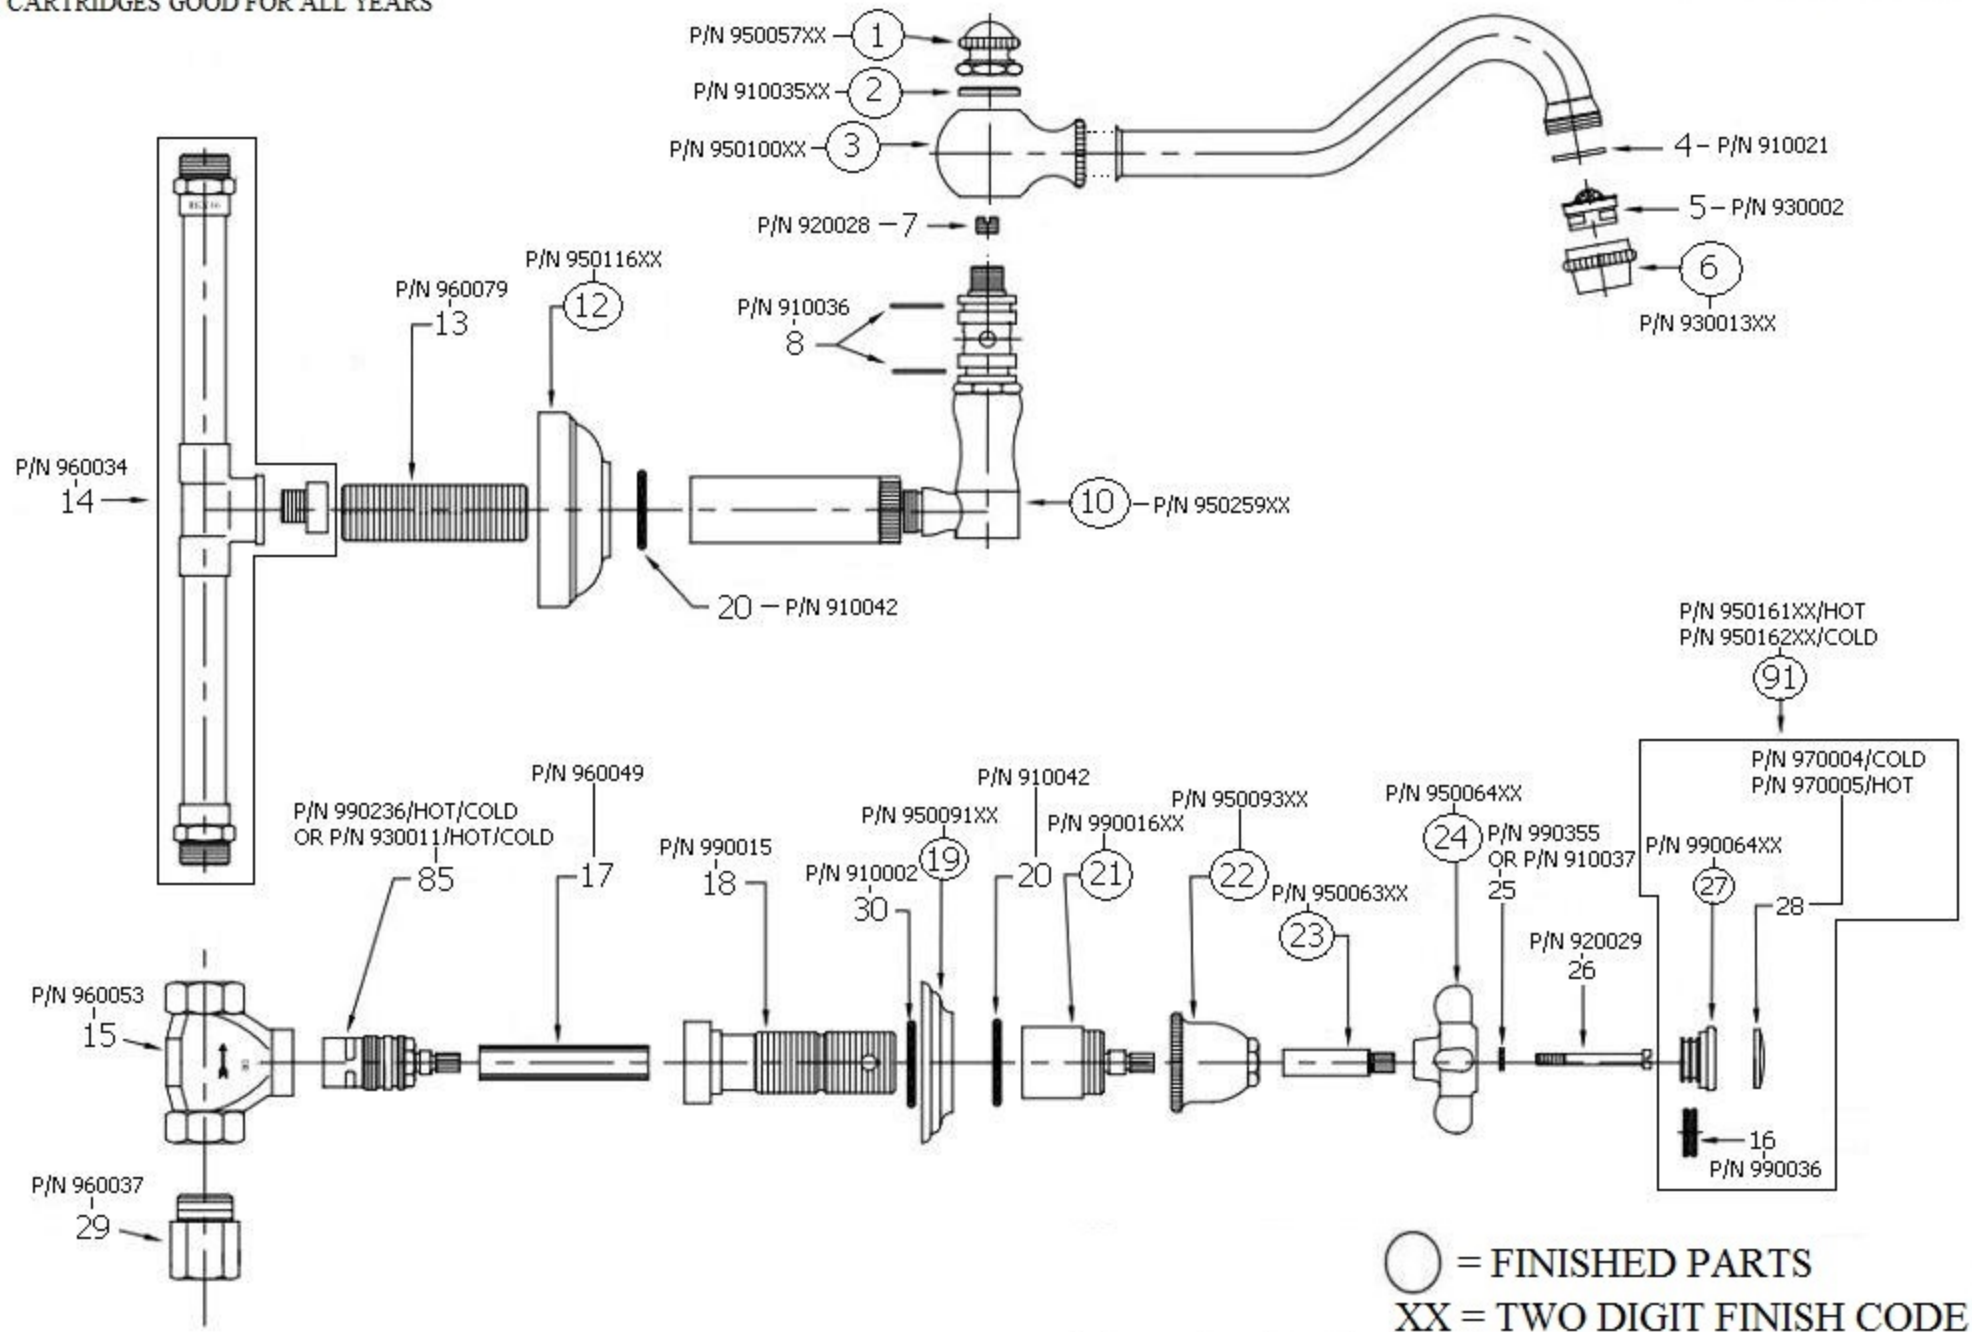 CARTRIDGES GOOD FOR ALL YEARS
P/N 950057XX
1
P/N 910035XX
2
P/N 950100XX
3
4 - P/N 910021
5 - P/N 930002
6
P/N 930013XX
P/N 920028 - 7
P/N 910036
8
P/N 950116XX
12
P/N 960079
13
P/N 960034
14
10 - P/N 950259XX
20 - P/N 910042
P/N 950161XX/HOT
P/N 950162XX/COLD
91
P/N 970004/COLD
P/N 970005/HOT
28
P/N 990064XX
27
P/N 990236/HOT/COLD
OR P/N 930011/HOT/COLD
85
P/N 960049
17
P/N 990015
18
P/N 910002
30
P/N 950091XX
19
P/N 910042
20
P/N 990016XX
21
P/N 950093XX
22
P/N 950063XX
23
P/N 950064XX
24
P/N 990355
OR P/N 910037
25
P/N 920029
26
P/N 960053
15
16
P/N 990036
P/N 960037
29
= FINISHED PARTS
XX = TWO DIGIT FINISH CODE